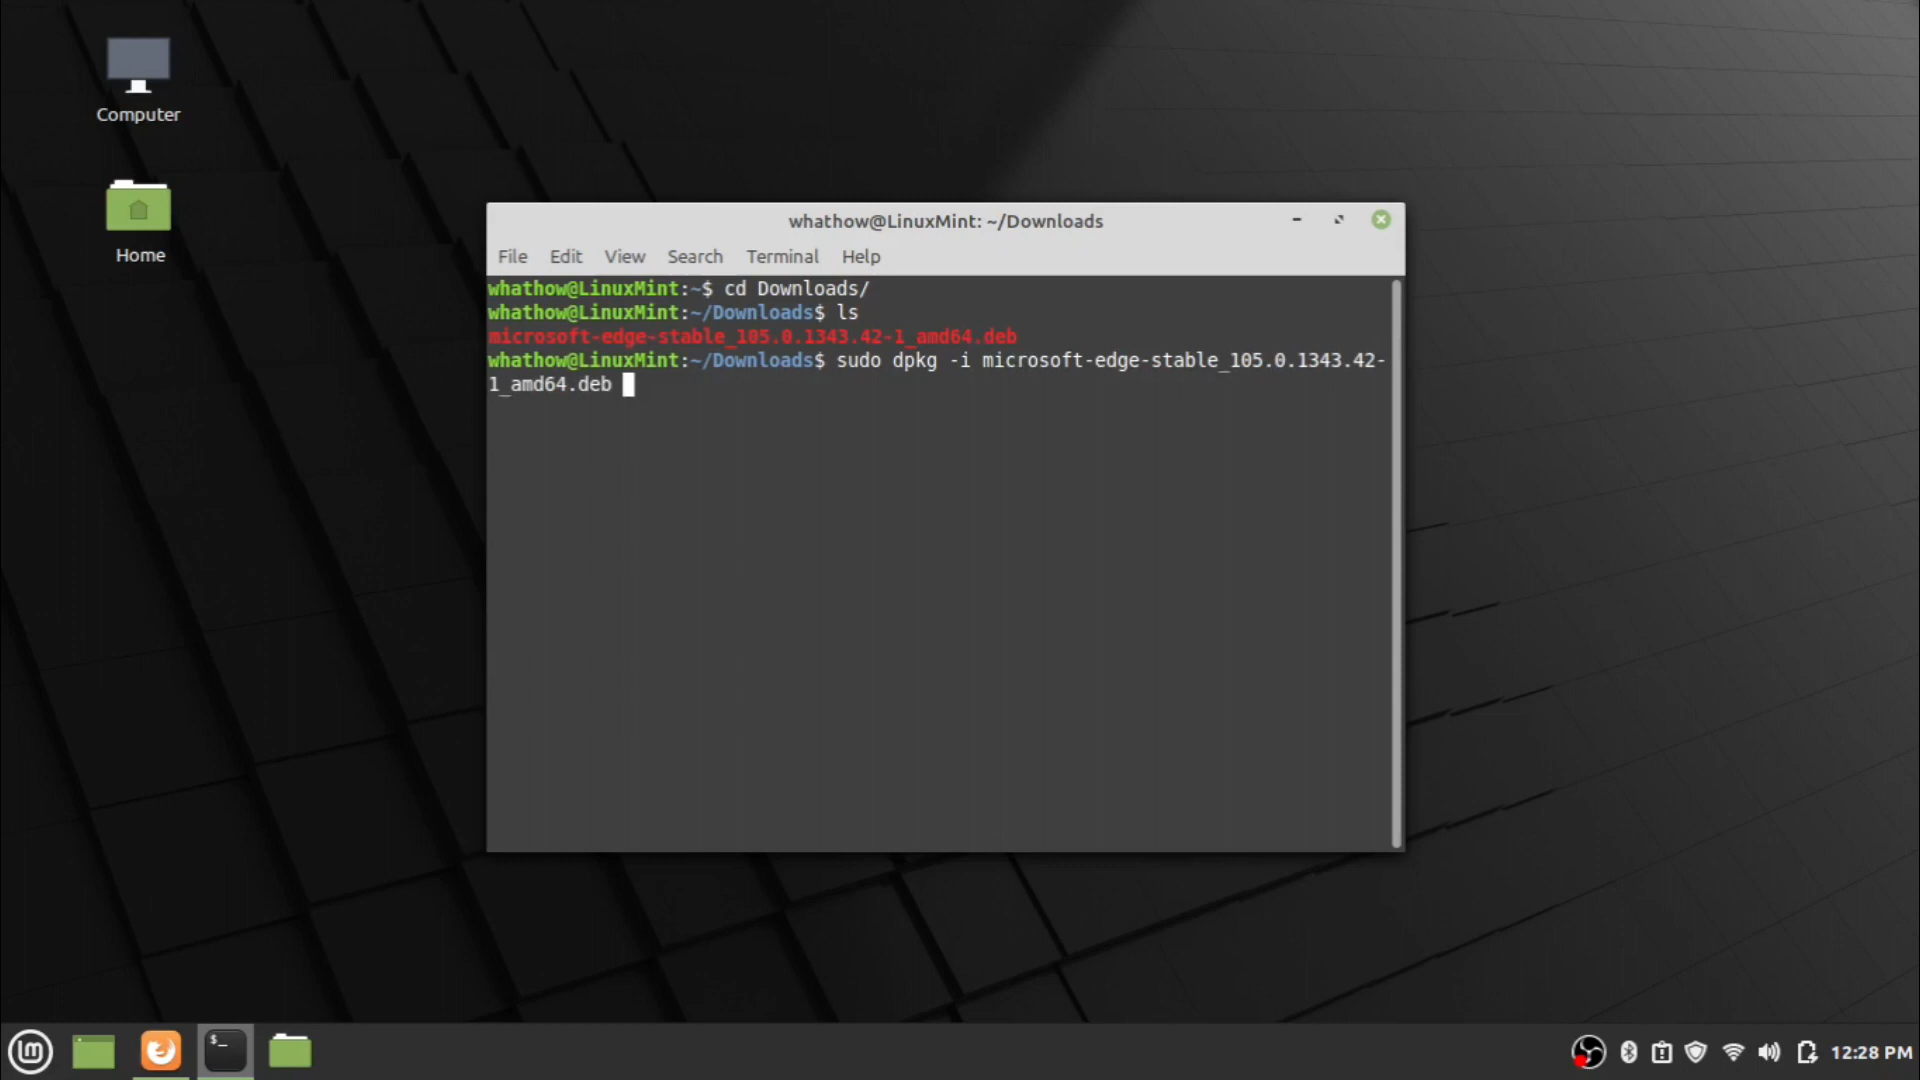 Computer
Home
whathow@LinuxMint: ~/Downloads
File Edit View Search Terminal Help
whathow@LinuxMint:~$ cd Downloads/
whathow@LinuxMint:~/Downloads$ ls
microsoft-edge-stable_105.0.1343.42-1_amd64.deb
whathow@LinuxMint:~/Downloads$ sudo dpkg -i microsoft-edge-stable_105.0.1343.42-
1_amd64.deb
$_
12:28 PM